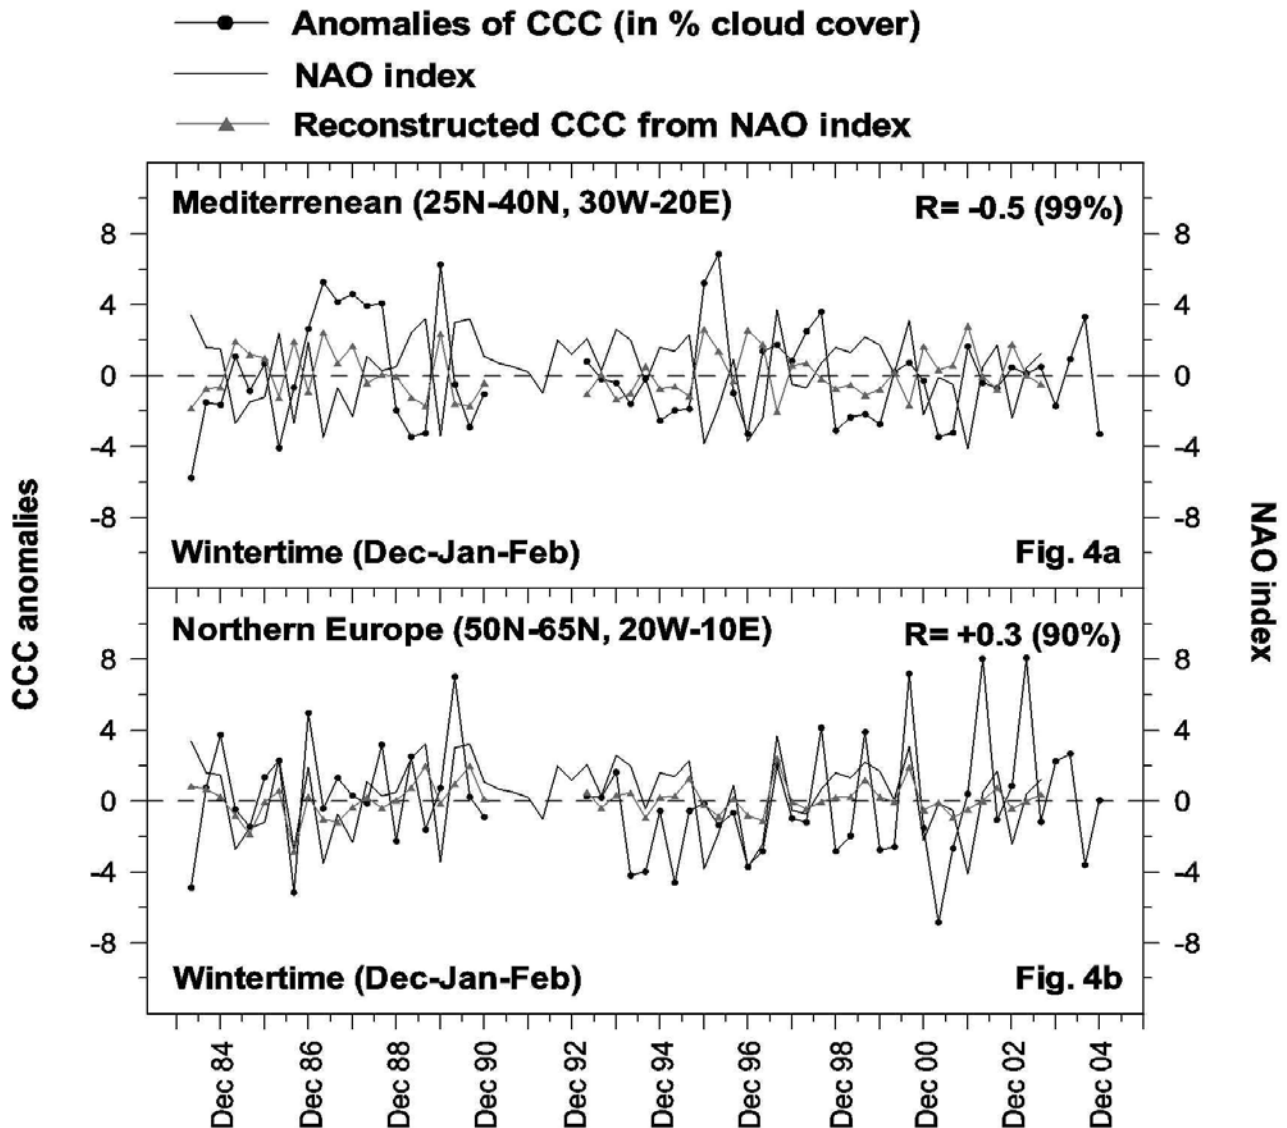 Anomalies of CCC (in % cloud cover)
NAO index
Reconstructed CCC from NAO index
Mediterrenean (25N-40N, 30W-20E)
R= -0.5 (99%)
8
4
0
-4
-8
8
4
0
-4
-8
Wintertime (Dec-Jan-Feb)
Fig. 4a
CCC anomalies
NAO index
Northern Europe (50N-65N, 20W-10E)
R= +0.3 (90%)
8
4
0
-4
-8
8
4
0
-4
-8
Wintertime (Dec-Jan-Feb)
Fig. 4b
Dec 84
Dec 86
Dec 88
Dec 90
Dec 92
Dec 94
Dec 96
Dec 98
Dec 00
Dec 02
Dec 04